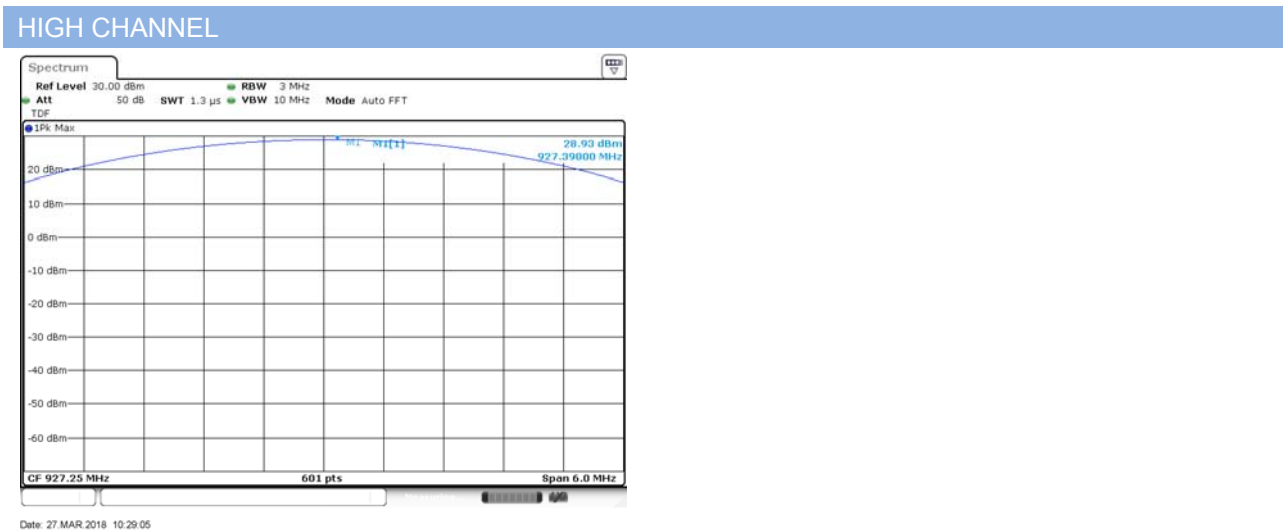 HIGH CHANNEL
Spectrum
Ref Level 30.00 dBm RBW 3 MHz
Att 50 dB SWT 1.3 µs VBW 10 MHz Mode Auto FFT
TDF
1Pk Max
M1 M1[1] 28.93 dBm
927.39000 MHz
20 dBm
10 dBm
0 dBm
-10 dBm
-20 dBm
-30 dBm
-40 dBm
-50 dBm
-60 dBm
CF 927.25 MHz 601 pts Span 6.0 MHz
Date: 27.MAR.2018 10:29:05